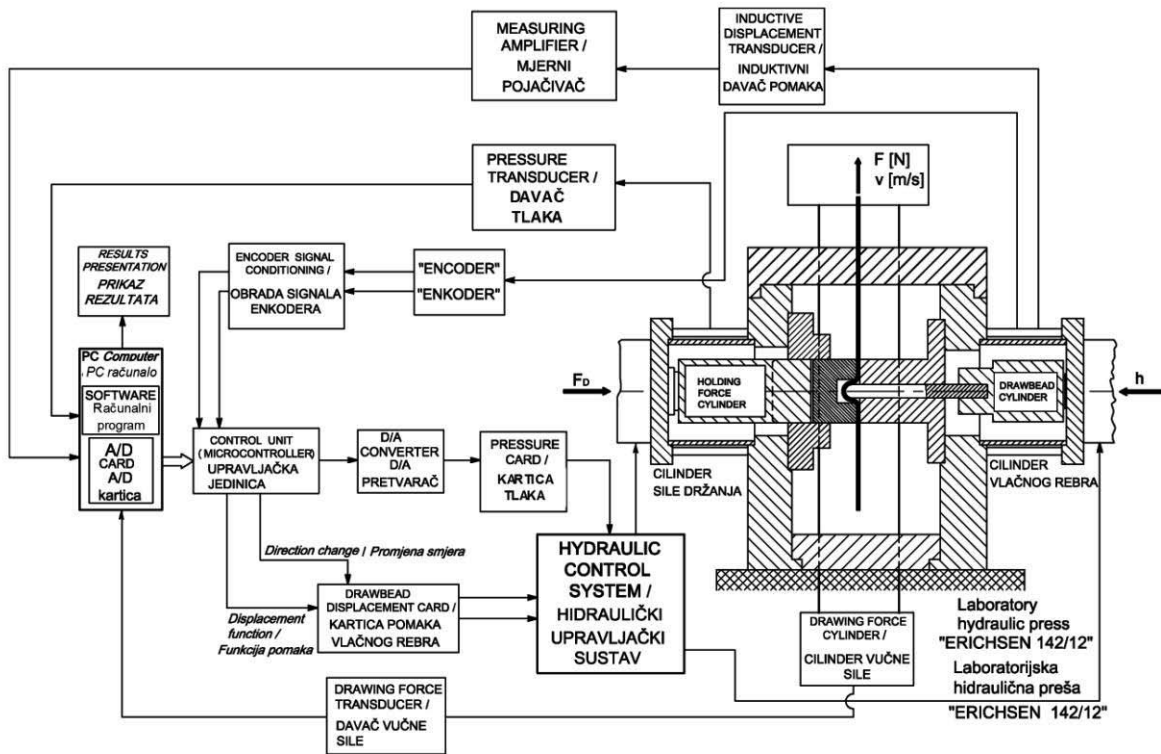 MEASURING
AMPLIFIER /
MJERNI
POJAČIVAČ
INDUCTIVE
DISPLACEMENT
TRANSDUCER /
INDUKTIVNI
DAVAČ POMAKA
PRESSURE
TRANSDUCER /
DAVAČ
TLAKA
F [N]
v [m/s]
RESULTS
PRESENTATION
PRIKAZ
REZULTATA
ENCODER SIGNAL
CONDITIONING /
OBRADA SIGNALA
ENKODERA
"ENCODER"
"ENKODER"
PC Computer
PC računalo
SOFTWARE
Računalni
program
A/D
CARD
A/D
kartica
CONTROL UNIT
(MICROCONTROLLER)
UPRAVLJAČKA
JEDINICA
D/A
CONVERTER
D/A
PRETVARAČ
PRESSURE
CARD /
KARTICA
TLAKA
FD
HOLDING
FORCE
CYLINDER
DRAWBEAD
CYLINDER
h
CILINDER
SILE DRŽANJA
CILINDER
VLAČNOG REBRA
Direction change / Promjena smjera
Displacement
function /
Funkcija pomaka
DRAWBEAD
DISPLACEMENT CARD /
KARTICA POMAKA
VLAČNOG REBRA
HYDRAULIC
CONTROL
SYSTEM /
HIDRAULIČKI
UPRAVLJAČKI
SUSTAV
DRAWING FORCE
CYLINDER /
CILINDER VUČNE
SILE
Laboratory
hydraulic press
"ERICHSEN 142/12"
Laboratorijska
hidraulična preša
"ERICHSEN 142/12"
DRAWING FORCE
TRANSDUCER /
DAVAČ VUČNE
SILE